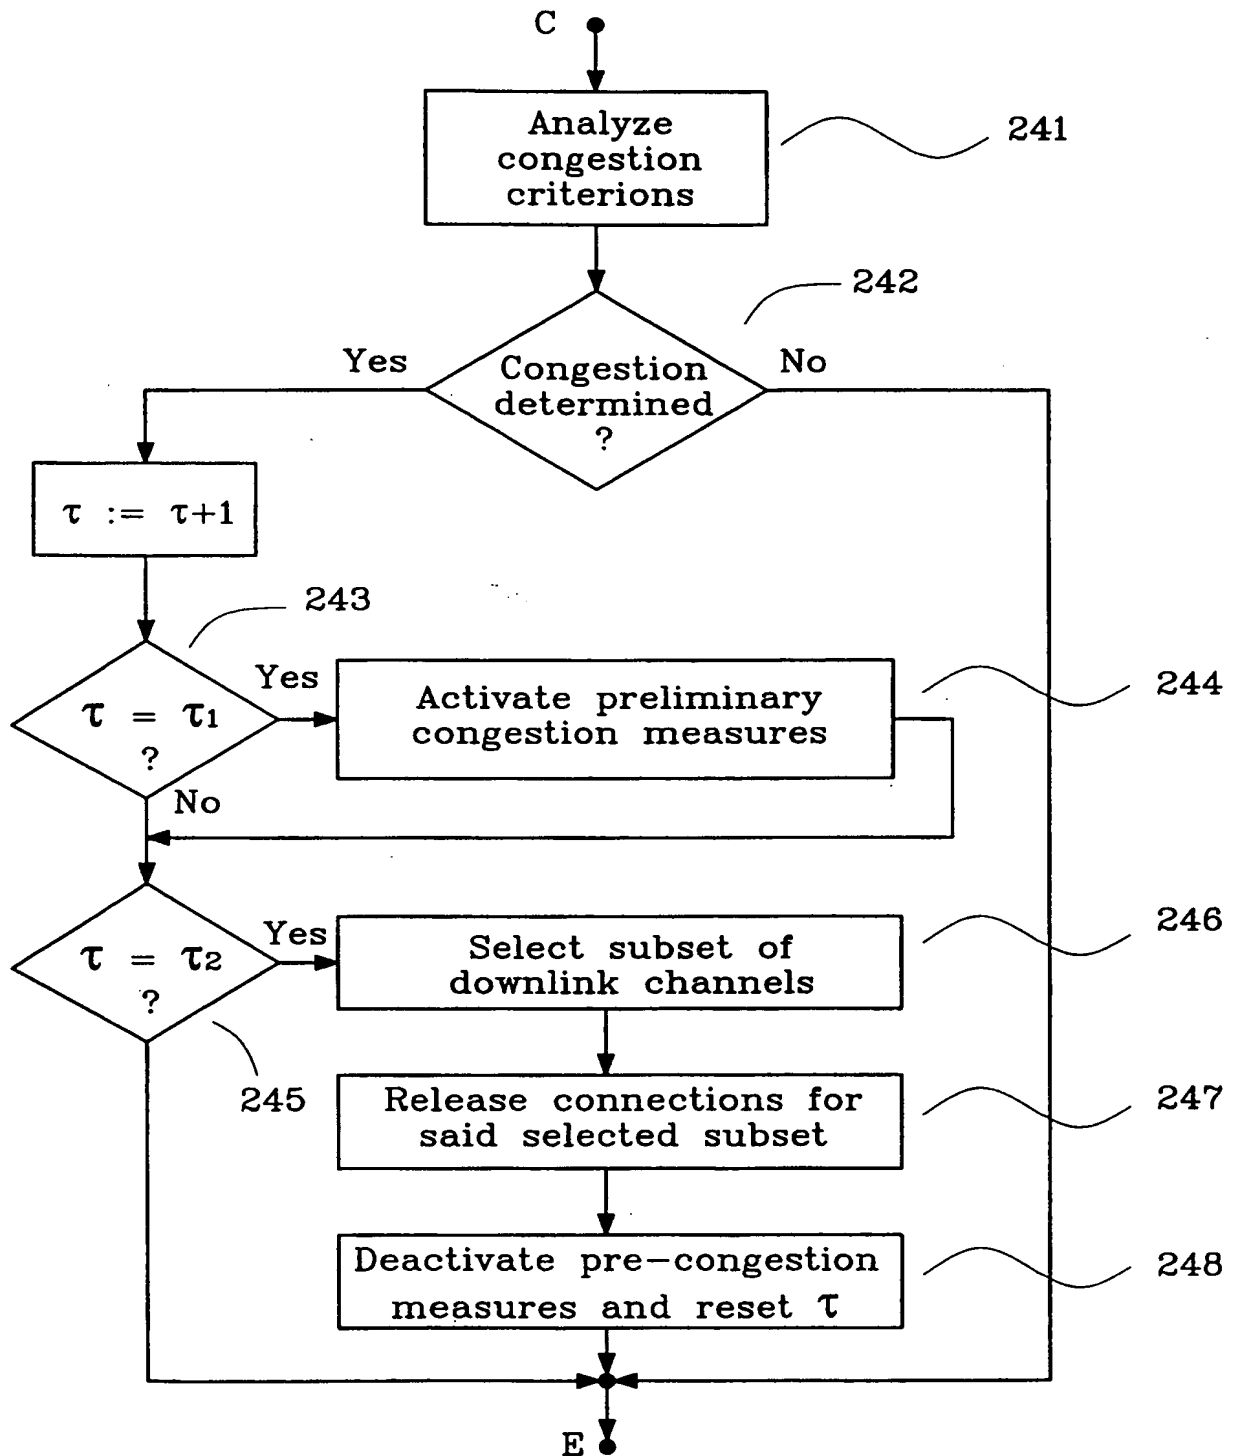 C
Analyze
congestion
criterions
241
242
Yes
No
Congestion
determined
?
τ := τ+1
243
τ = τ1
?
Yes
Activate preliminary
congestion measures
244
No
τ = τ2
?
Yes
Select subset of
downlink channels
246
245
Release connections for
said selected subset
247
Deactivate pre-congestion
measures and reset τ
248
E